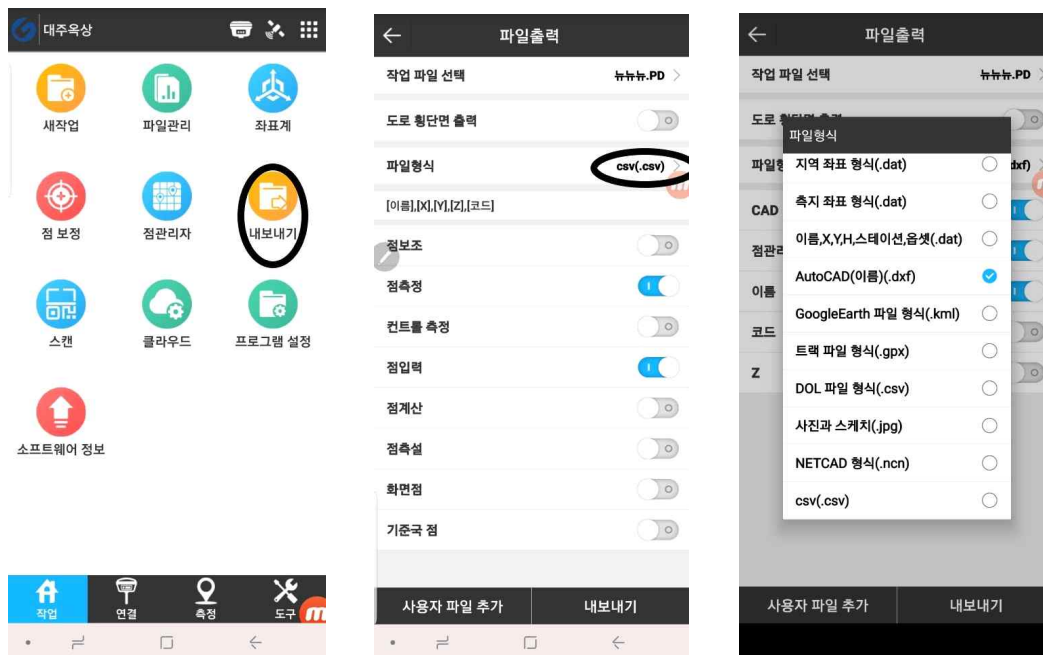 대주옥상
새작업
파일관리
좌표계
점 보정
점관리자
내보내기
스캔
클라우드
프로그램 설정
소프트웨어 정보
작업
연결
측정
도구
파일출력
작업 파일 선택
뉴뉴뉴.PD
도로 횡단면 출력
파일형식
csv(.csv)
[이름],[X],[Y],[Z],[코드]
점보조
점측정
컨트롤 측정
점입력
점계산
점측설
화면점
기준국 점
사용자 파일 추가
내보내기
파일출력
작업 파일 선택
뉴뉴뉴.PD
도로
파일형식
파일형
dxf)
지역 좌표 형식(.dat)
측지 좌표 형식(.dat)
CAD
이름,X,Y,H,스테이션,옵셋(.dat)
점관리
AutoCAD(이름)(.dxf)
이름
GoogleEarth 파일 형식(.kml)
코드
트랙 파일 형식(.gpx)
Z
DOL 파일 형식(.csv)
사진과 스케치(.jpg)
NETCAD 형식(.ncn)
csv(.csv)
사용자 파일 추가
내보내기